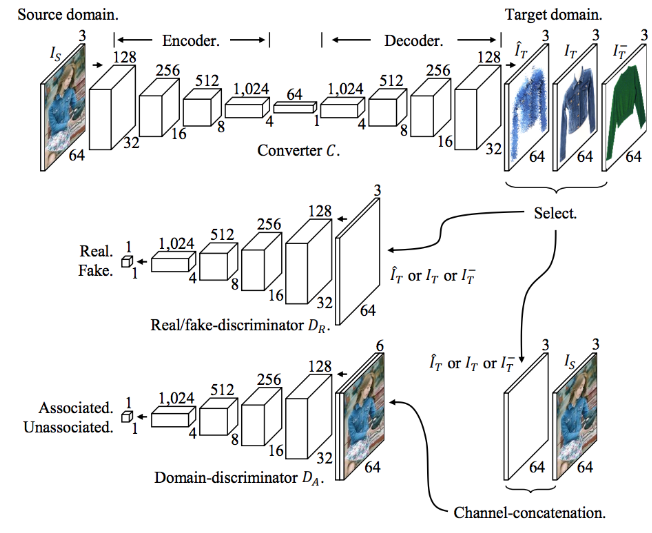 Source domain.
Target domain.
I_S
3
64
Encoder.
Decoder.
128
32
256
16
512
8
1,024
4
64
1
1,024
4
512
8
256
16
128
32
Î_T
64
I_T
64
I_T^-
3
64
Converter C.
Select.
Real.
Fake.
1
1
1,024
4
512
8
256
16
128
32
3
64
Î_T or I_T or I_T^-
Real/fake-discriminator D_R.
Associated.
Unassociated.
1
1
1,024
4
512
8
256
16
128
32
6
64
Domain-discriminator D_A.
Î_T or I_T or I_T^-
3
64
I_S
3
64
Channel-concatenation.